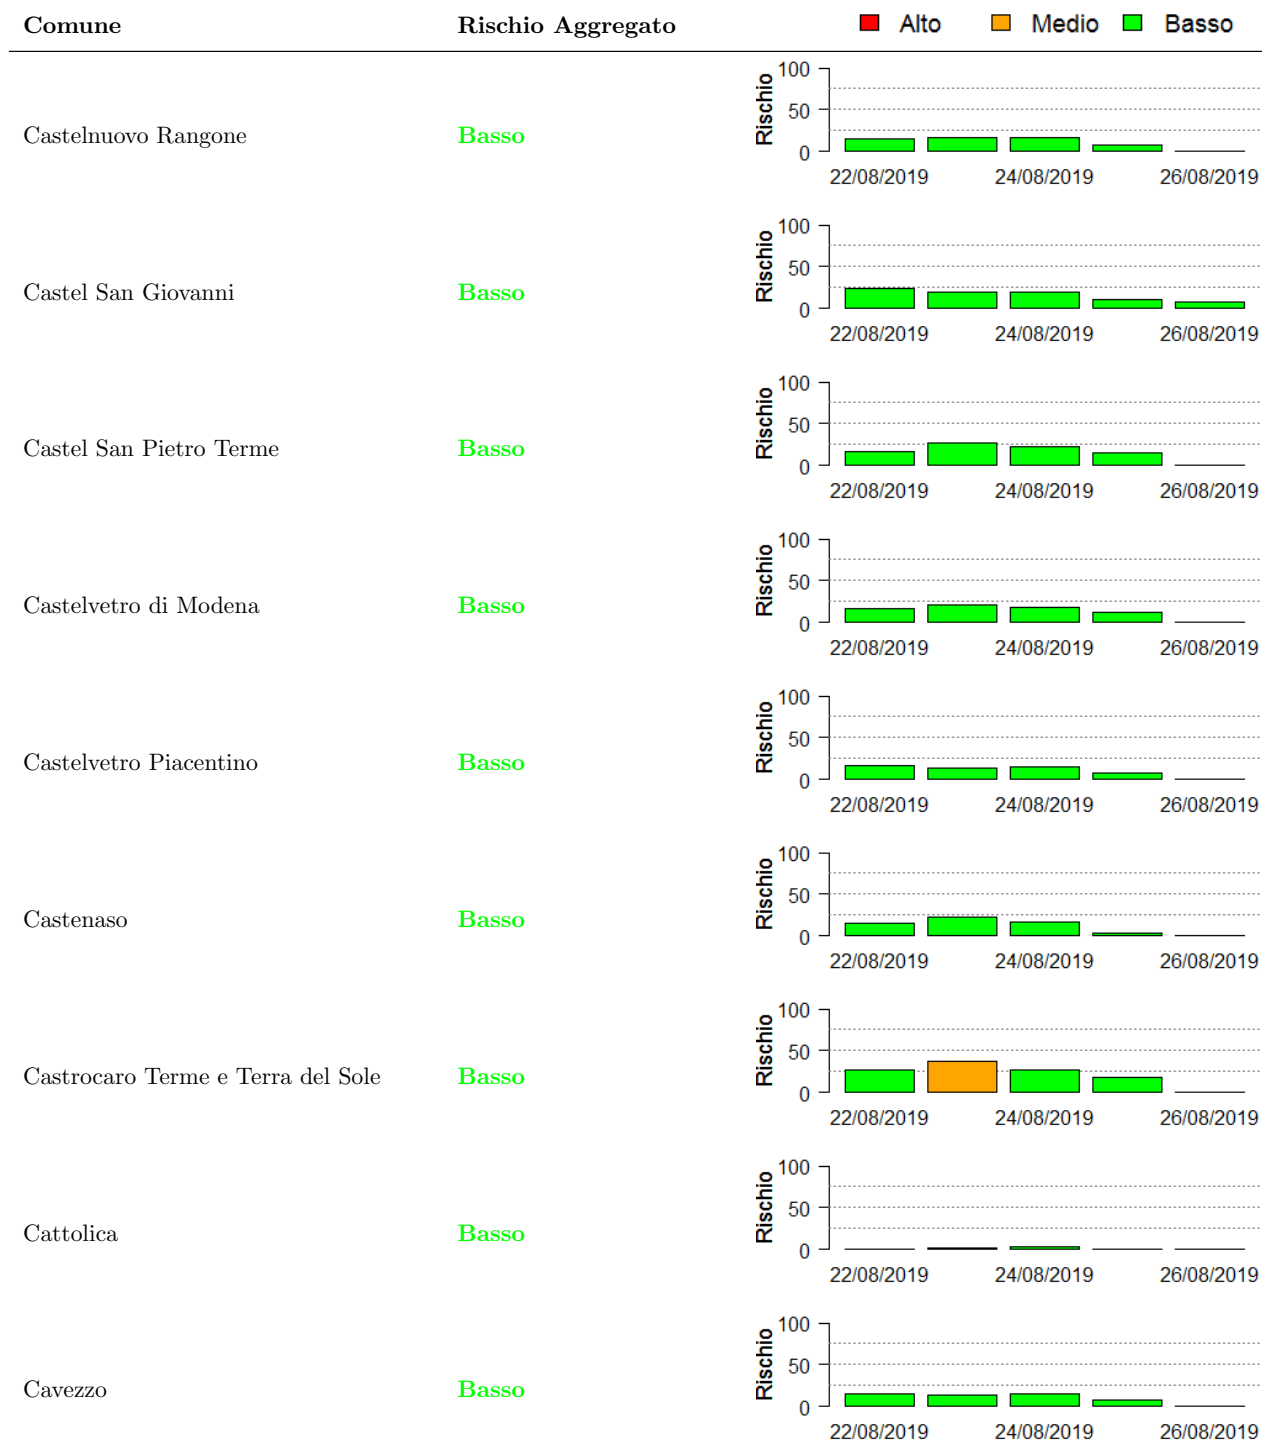 Comune Rischio Aggregato Alto Medio Basso
Castelnuovo Rangone Basso Rischio 100 50 0
22/08/2019 24/08/2019 26/08/2019
Castel San Giovanni Basso Rischio 100 50 0
22/08/2019 24/08/2019 26/08/2019
Castel San Pietro Terme Basso Rischio 100 50 0
22/08/2019 24/08/2019 26/08/2019
Castelvetro di Modena Basso Rischio 100 50 0
22/08/2019 24/08/2019 26/08/2019
Castelvetro Piacentino Basso Rischio 100 50 0
22/08/2019 24/08/2019 26/08/2019
Castenaso Basso Rischio 100 50 0
22/08/2019 24/08/2019 26/08/2019
Castrocaro Terme e Terra del Sole Basso Rischio 100 50 0
22/08/2019 24/08/2019 26/08/2019
Cattolica Basso Rischio 100 50 0
22/08/2019 24/08/2019 26/08/2019
Cavezzo Basso Rischio 100 50 0
22/08/2019 24/08/2019 26/08/2019